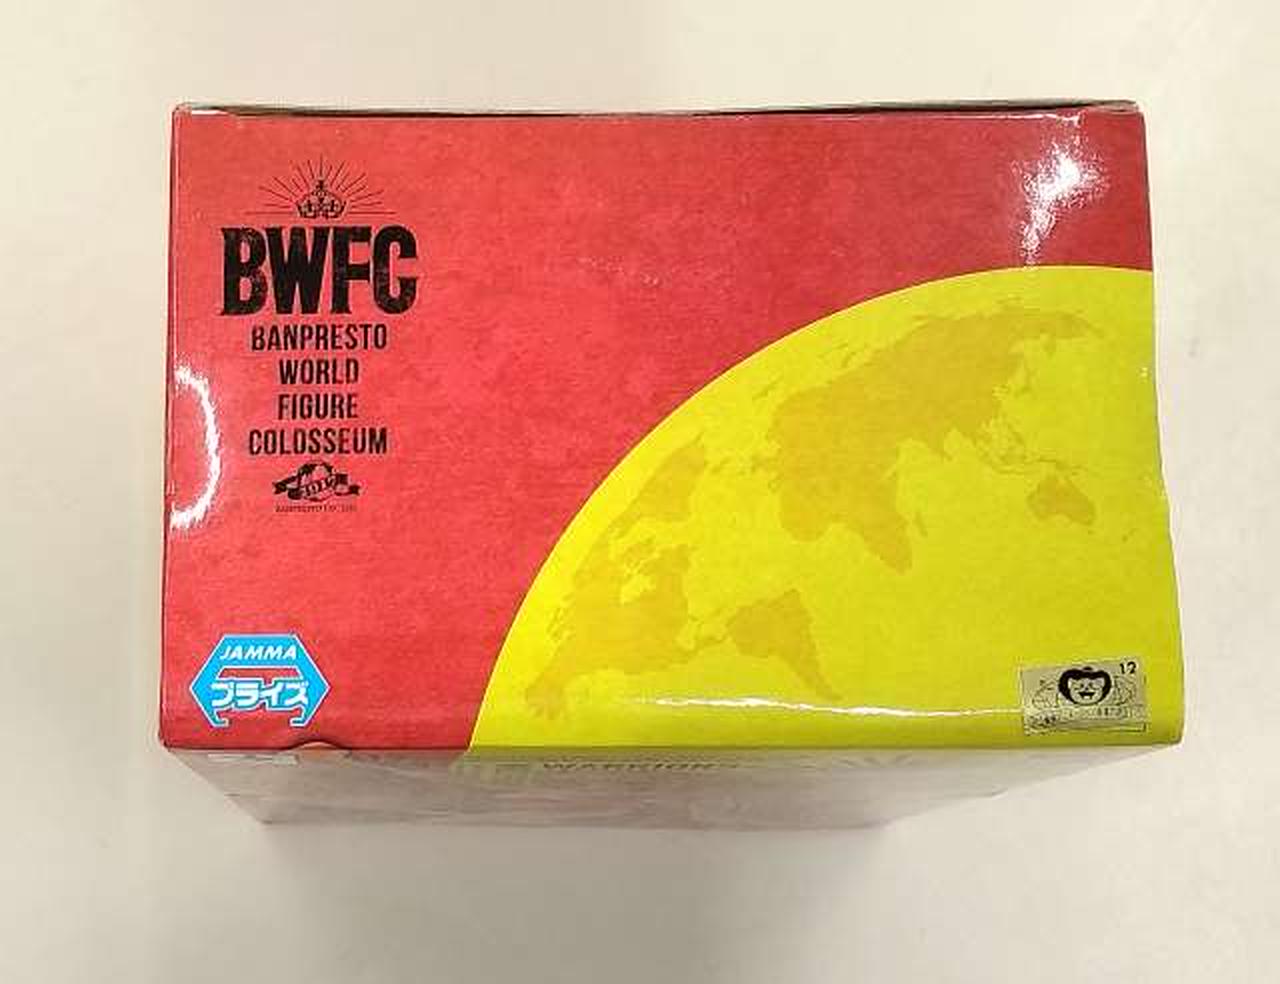 BWFC
BANPRESTO
WORLD
FIGURE
COLOSSEUM
JAMMA
プライズ
12